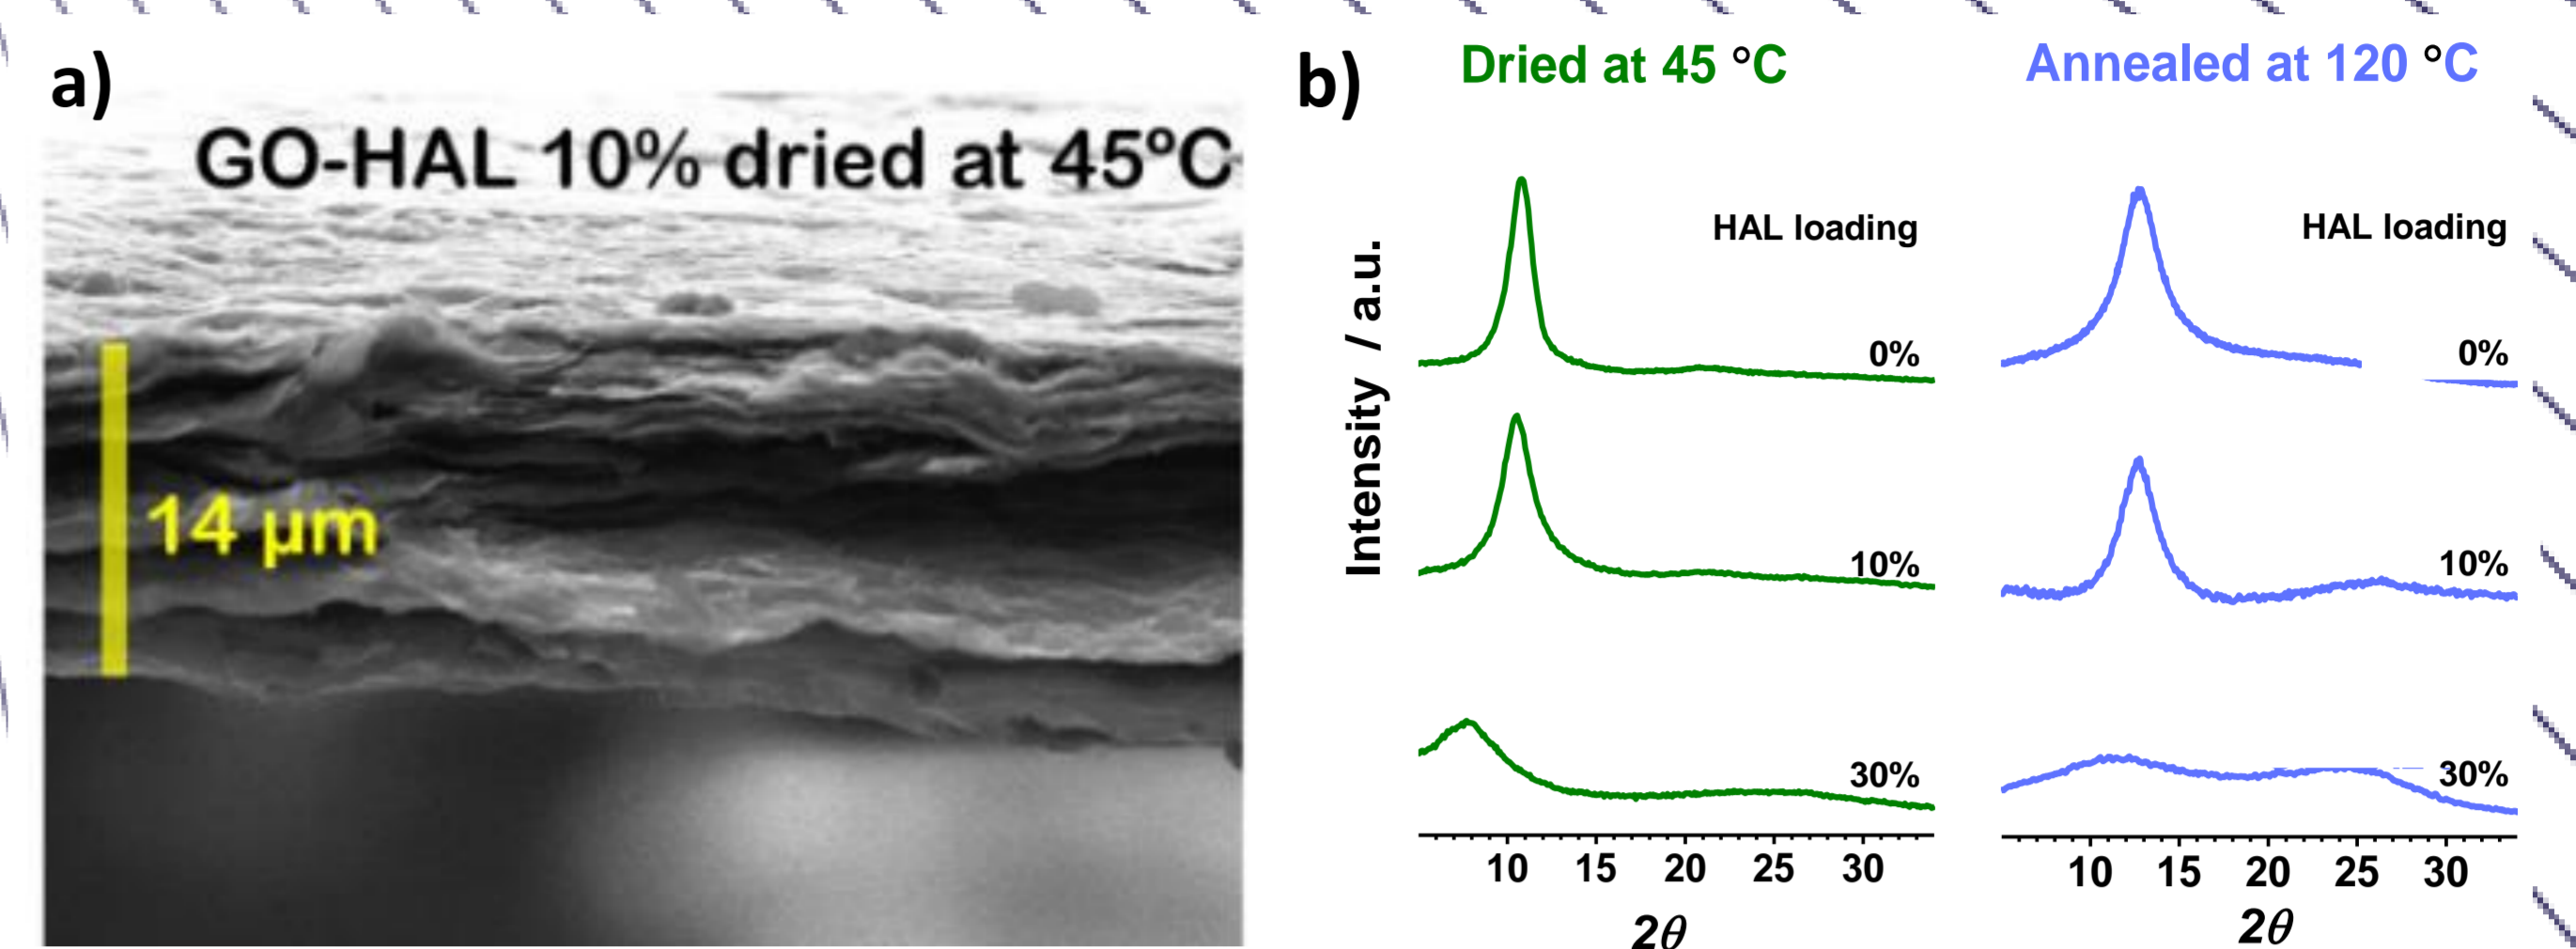 a)
GO-HAL 10% dried at 45ºC
14 µm
b)
Dried at 45 °C
Annealed at 120 °C
Intensity / a.u.
HAL loading
0%
10%
30%
10 15 20 25 30
2θ
HAL loading
0%
10%
30%
10 15 20 25 30
2θ